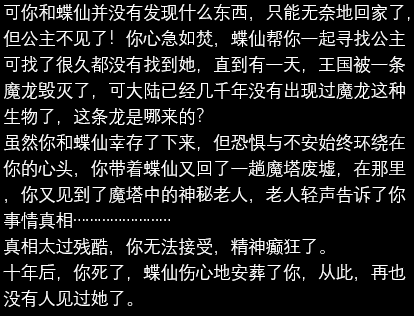 可你和蝶仙并没有发现什么东西，只能无奈地回家了，
但公主不见了！你心急如焚，蝶仙帮你一起寻找公主
可找了很久都没有找到她，直到有一天，王国被一条
魔龙毁灭了，可大陆已经几千年没有出现过魔龙这种
生物了，这条龙是哪来的？
虽然你和蝶仙幸存了下来，但恐惧与不安始终环绕在
你的心头，你带着蝶仙又回了一趟魔塔废墟，在那里
，你又见到了魔塔中的神秘老人，老人轻声告诉了你
事情真相……………………
真相太过残酷，你无法接受，精神癫狂了。
十年后，你死了，蝶仙伤心地安葬了你，从此，再也
没有人见过她了。